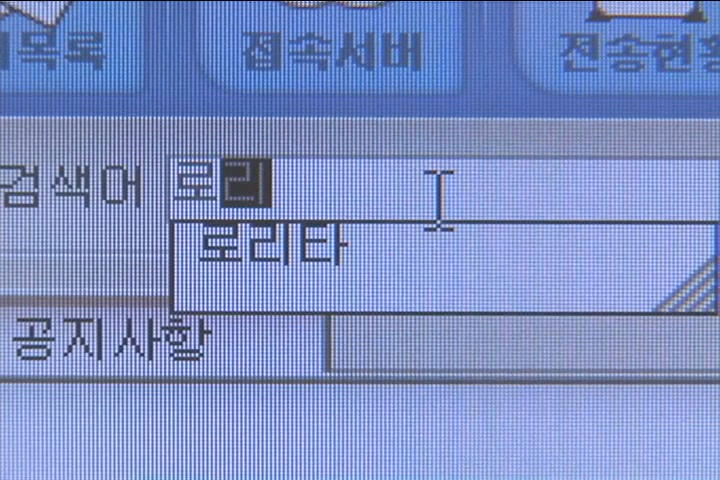 목록 접속서버 전송현황
검색어 로리
로리타
공지사항